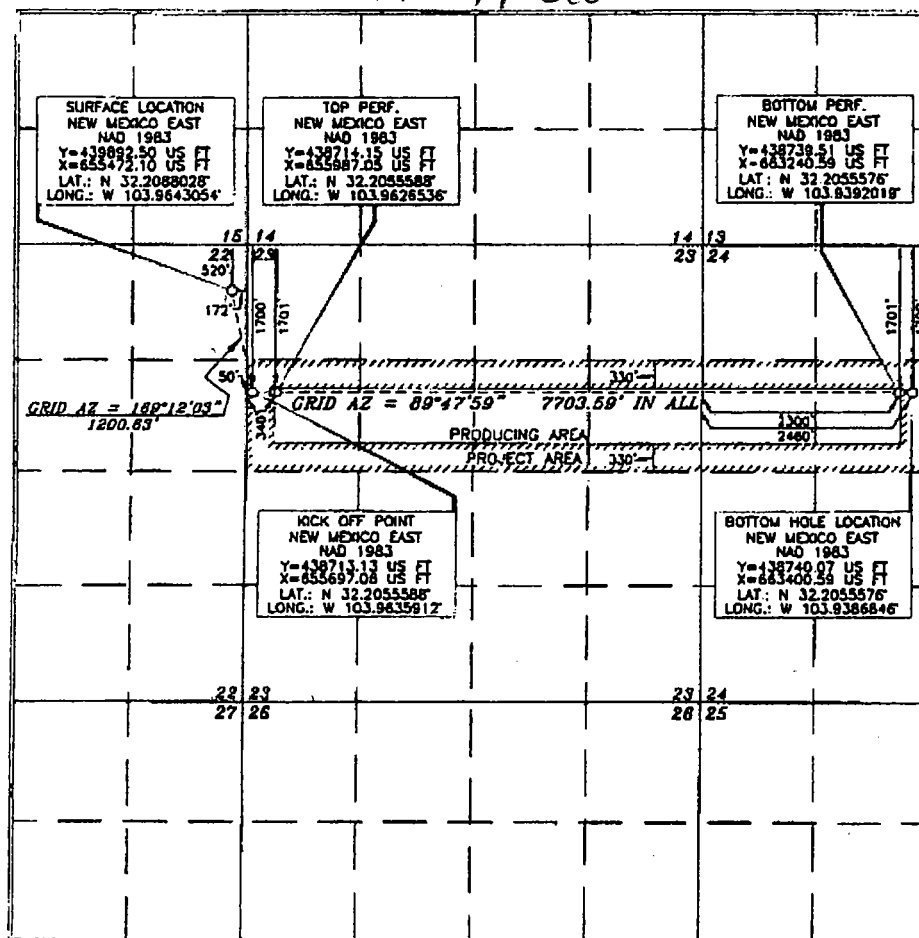 SURFACE LOCATION
NEW MEXICO EAST
NAD 1983
Y=439892.50 US FT
X=655472.10 US FT
LAT.: N 32.2088028°
LONG.: W 103.9643054°
TOP PERF.
NEW MEXICO EAST
NAD 1983
Y=438714.15 US FT
X=655987.05 US FT
LAT.: N 32.2055588°
LONG.: W 103.9626536°
BOTTOM PERF.
NEW MEXICO EAST
NAD 1983
Y=438739.51 US FT
X=663240.59 US FT
LAT.: N 32.2055576°
LONG.: W 103.9392019°
15 14
22 23
14 13
23 24
520'
172'
1700'
1701'
1701'
50'
330'
GRID AZ = 169°12'03"
1200.63'
GRID AZ = 89°47'59" 7703.59' IN ALL
340'
2300'
2460'
PRODUCING AREA
PROJECT AREA
330'
KICK OFF POINT
NEW MEXICO EAST
NAD 1983
Y=438713.13 US FT
X=655697.08 US FT
LAT.: N 32.2055588°
LONG.: W 103.9635912°
BOTTOM HOLE LOCATION
NEW MEXICO EAST
NAD 1983
Y=438740.07 US FT
X=663400.59 US FT
LAT.: N 32.2055576°
LONG.: W 103.9386846°
22 23
27 26
23 24
26 25